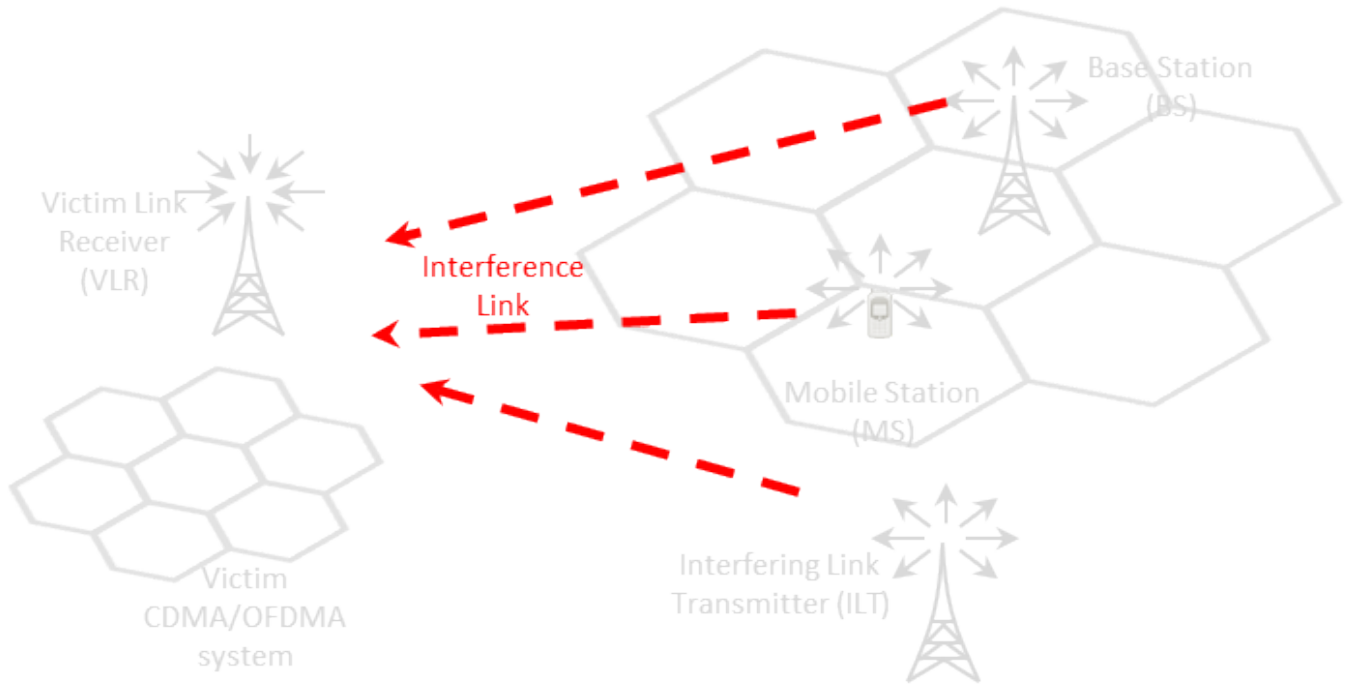 Base Station
(BS)
Victim Link
Receiver
(VLR)
Interference
Link
Mobile Station
(MS)
Interfering Link
Transmitter (ILT)
Victim
CDMA/OFDMA
system